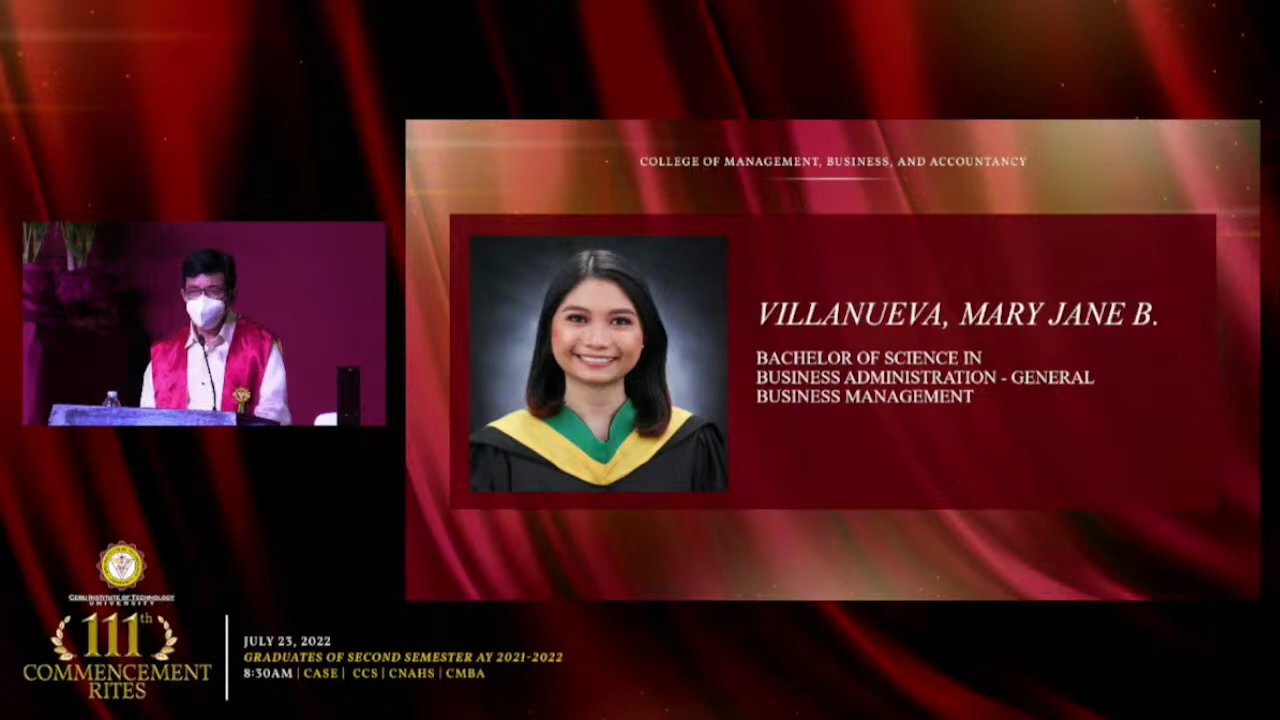 COLLEGE OF MANAGEMENT, BUSINESS, AND ACCOUNTANCY
VILLANUEVA, MARY JANE B.
BACHELOR OF SCIENCE IN
BUSINESS ADMINISTRATION - GENERAL
BUSINESS MANAGEMENT
CEBU INSTITUTE OF TECHNOLOGY
UNIVERSITY
111th
COMMENCEMENT
RITES
JULY 23, 2022
GRADUATES OF SECOND SEMESTER AY 2021-2022
8:30AM | CASE | CCS | CNAHS | CMBA